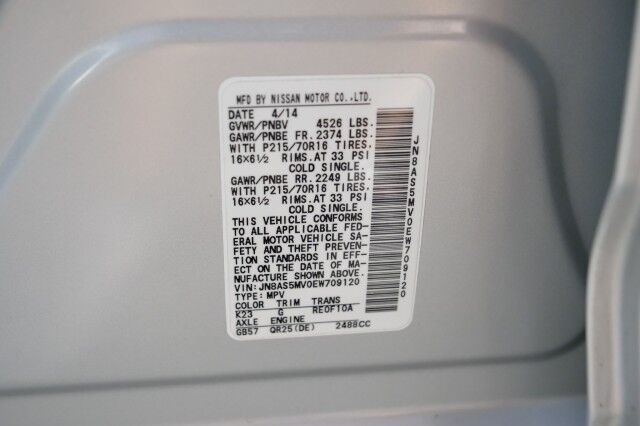 MFD BY NISSAN MOTOR CO.,LTD.
DATE 4/14
GVWR/PNBV 4526 LBS.
GAWR/PNBE FR. 2374 LBS.
WITH P215/70R16 TIRES.
16×6½ RIMS.AT 33 PSI
COLD SINGLE.
GAWR/PNBE RR. 2249 LBS.
WITH P215/70R16 TIRES.
16×6½ RIMS.AT 33 PSI
COLD SINGLE.
THIS VEHICLE CONFORMS
TO ALL APPLICABLE FED-
ERAL MOTOR VEHICLE SA-
FETY AND THEFT PREVEN-
TION STANDARDS IN EFF-
ECT ON THE DATE OF MA-
NUFACTURE SHOWN ABOVE.
VIN:JN8AS5MV0EW709120
TYPE:MPV
COLOR TRIM TRANS
K23 G RE0F10A
AXLE ENGINE
GB57 QR25(DE) 2488CC
JN8AS5MV0EW709120